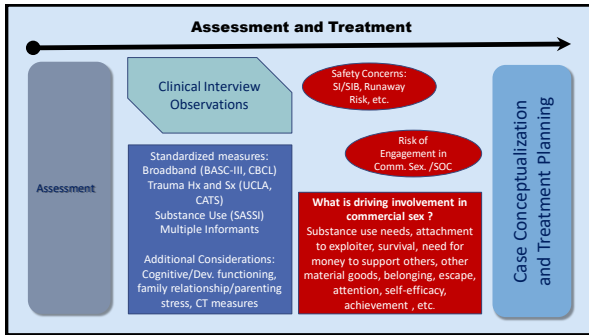 Assessment and Treatment
Assessment
Clinical Interview
Observations
Standardized measures:
Broadband (BASC-III, CBCL)
Trauma Hx and Sx (UCLA,
CATS)
Substance Use (SASSI)
Multiple Informants
Additional Considerations:
Cognitive/Dev. functioning,
family relationship/parenting
stress, CT measures
Safety Concerns:
SI/SIB, Runaway
Risk, etc.
Risk of
Engagement in
Comm. Sex. /SOC
What is driving involvement in
commercial sex ?
Substance use needs, attachment
to exploiter, survival, need for
money to support others, other
material goods, belonging, escape,
attention, self-efficacy,
achievement , etc.
Case Conceptualization
and Treatment Planning